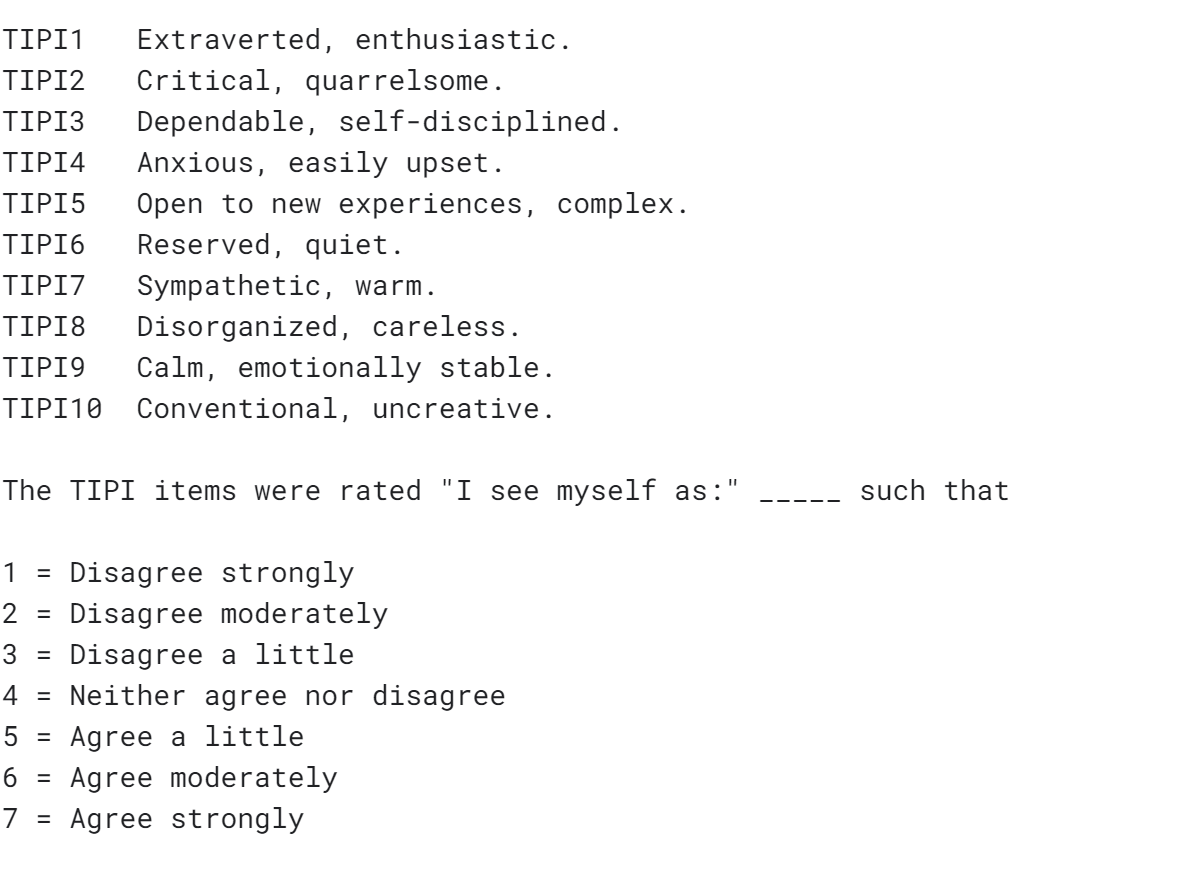 TIPI1 Extraverted, enthusiastic.
TIPI2 Critical, quarrelsome.
TIPI3 Dependable, self-disciplined.
TIPI4 Anxious, easily upset.
TIPI5 Open to new experiences, complex.
TIPI6 Reserved, quiet.
TIPI7 Sympathetic, warm.
TIPI8 Disorganized, careless.
TIPI9 Calm, emotionally stable.
TIPI10 Conventional, uncreative.
The TIPI items were rated "I see myself as:" _____ such that
1 = Disagree strongly
2 = Disagree moderately
3 = Disagree a little
4 = Neither agree nor disagree
5 = Agree a little
6 = Agree moderately
7 = Agree strongly